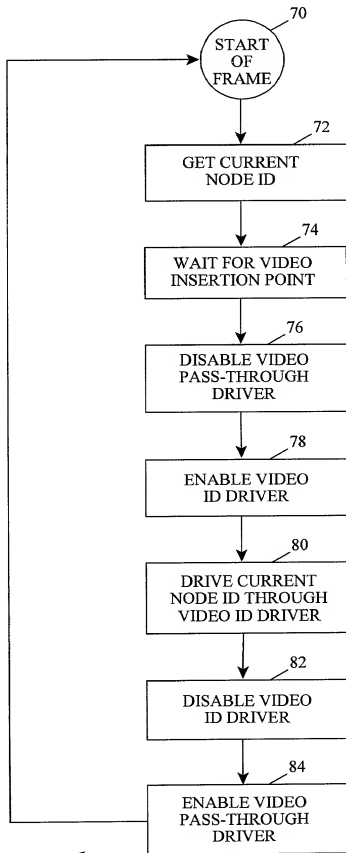 70
START
OF
FRAME
72
GET CURRENT
NODE ID
74
WAIT FOR VIDEO
INSERTION POINT
76
DISABLE VIDEO
PASS-THROUGH
DRIVER
78
ENABLE VIDEO
ID DRIVER
80
DRIVE CURRENT
NODE ID THROUGH
VIDEO ID DRIVER
82
DISABLE VIDEO
ID DRIVER
84
ENABLE VIDEO
PASS-THROUGH
DRIVER